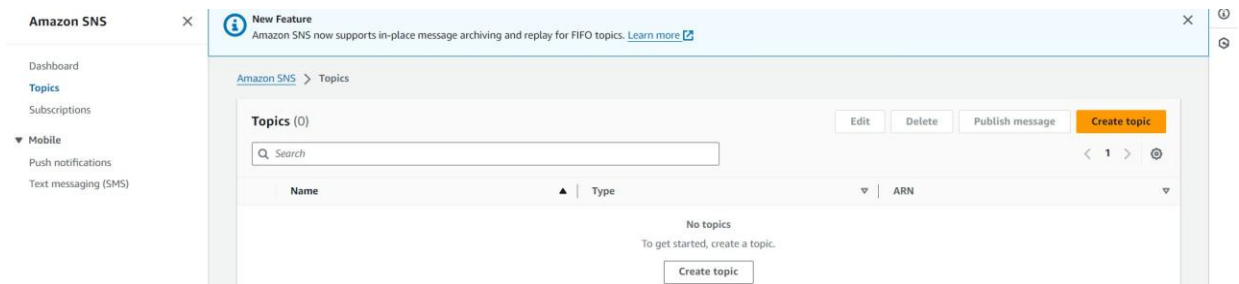 Amazon SNS
New Feature
Amazon SNS now supports in-place message archiving and replay for FIFO topics. Learn more
Dashboard
Topics
Subscriptions
Mobile
Push notifications
Text messaging (SMS)
Amazon SNS > Topics
Topics (0)
Edit Delete Publish message Create topic
Search
< 1 >
Name Type ARN
No topics
To get started, create a topic.
Create topic